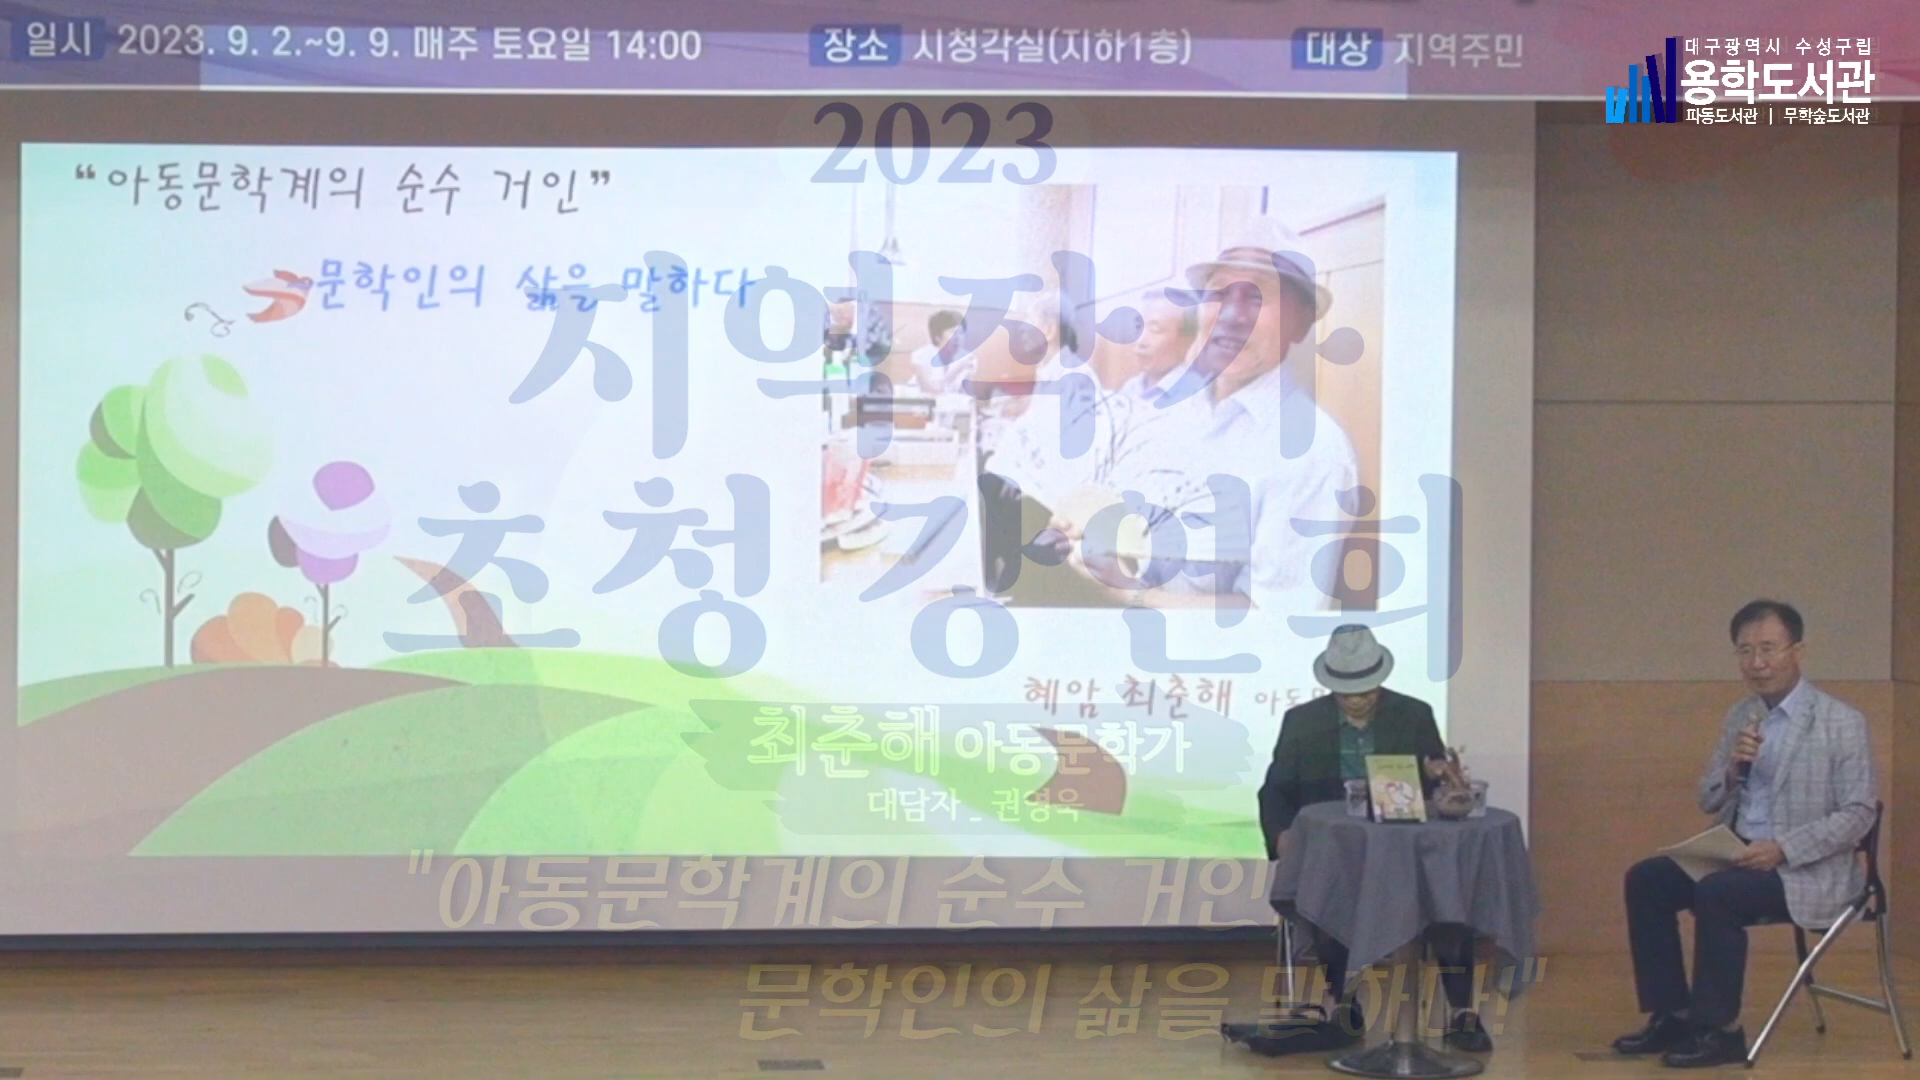 일시 2023. 9. 2.~9. 9. 매주 토요일 14:00 장소 시청각실(지하1층) 대상 지역주민
대구광역시 수성구립
용학도서관
파동도서관 | 무학숲도서관
2023
“아동문학계의 순수 거인”
문학인의 삶을 말하다
지역작가
초청 강연회
혜암 최춘해 아동
최춘해 아동문학가
대담자 _ 권영욱
"아동문학계의 순수 거인,
문학인의 삶을 말하다!"